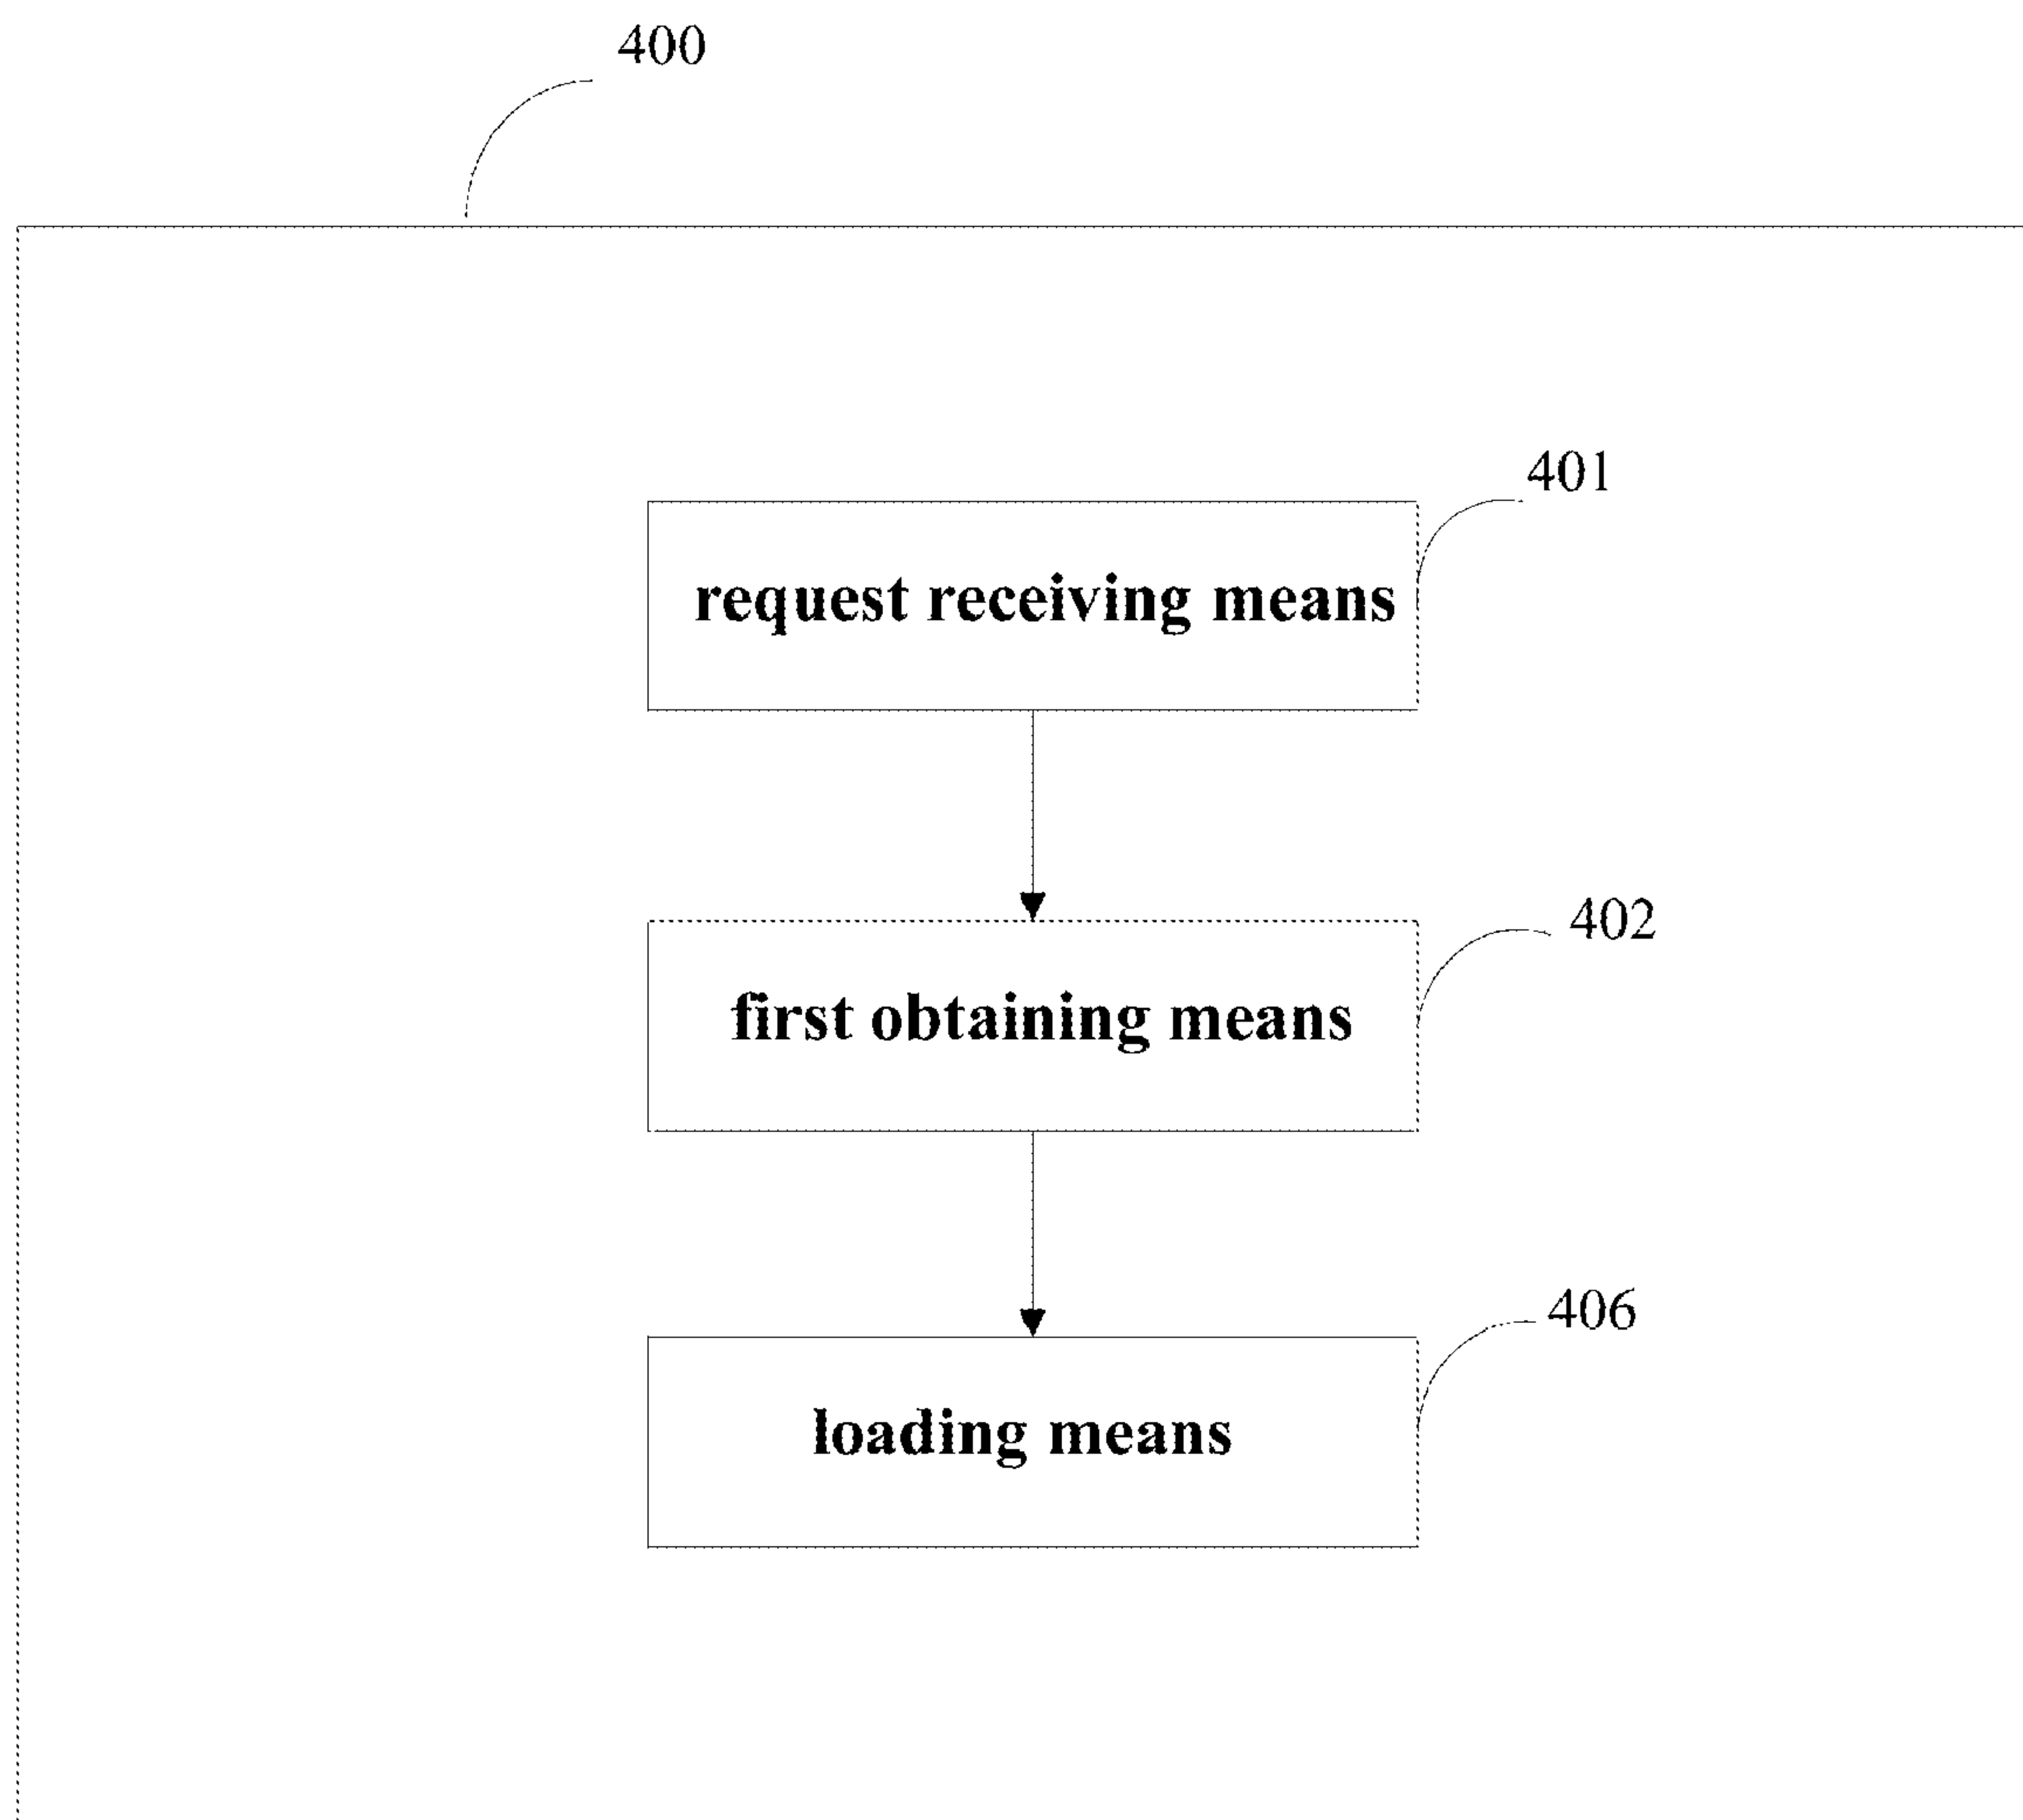 400
401
request receiving means
402
first obtaining means
406
loading means